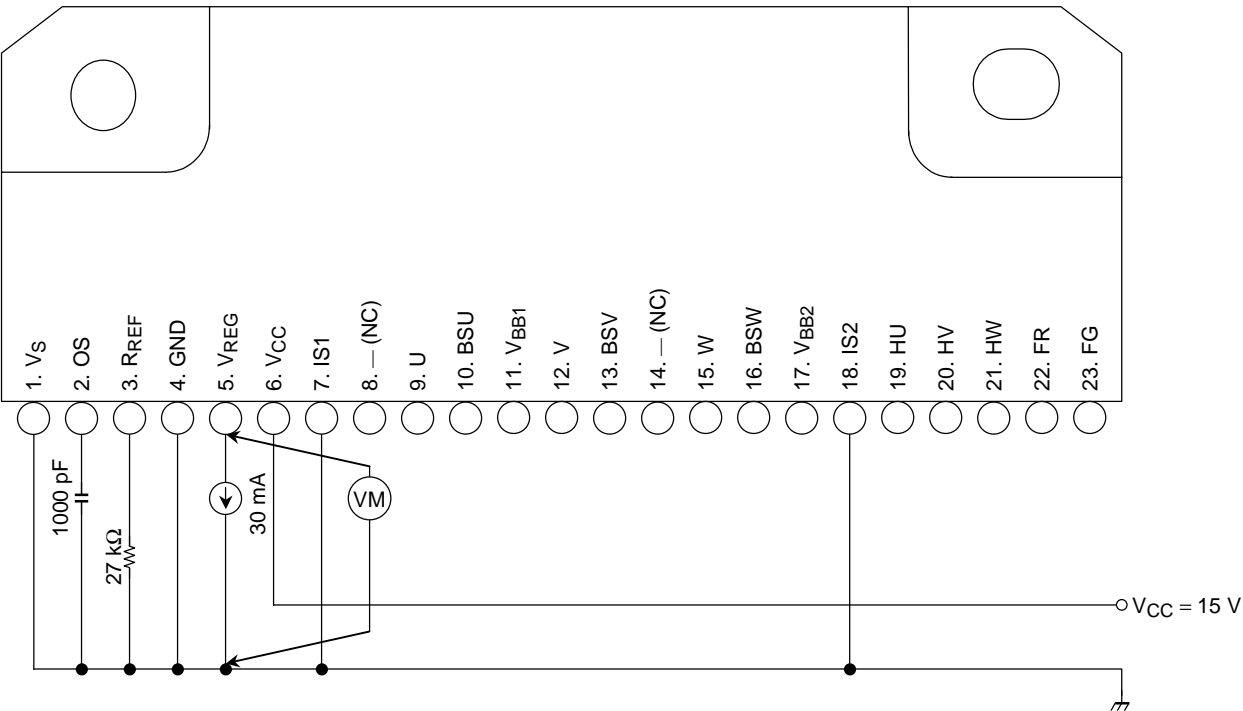 1. VS
2. OS
3. RREF
4. GND
5. VREG
6. VCC
7. IS1
8. — (NC)
9. U
10. BSU
11. VBB1
12. V
13. BSV
14. — (NC)
15. W
16. BSW
17. VBB2
18. IS2
19. HU
20. HV
21. HW
22. FR
23. FG
1000 pF
27 kΩ
30 mA
VM
VCC = 15 V